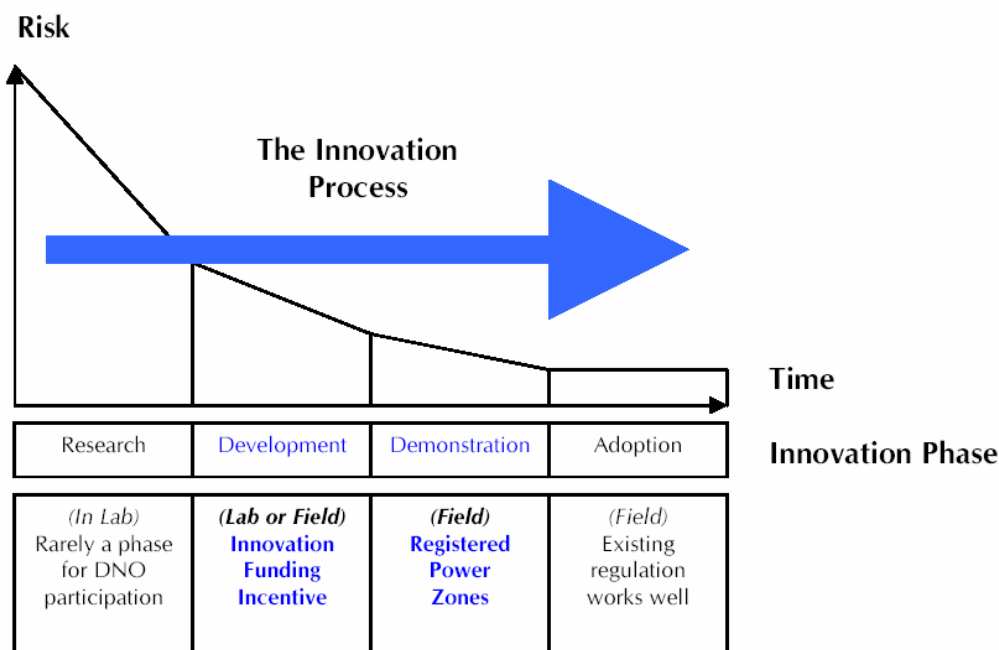 Risk
The Innovation
Process
Time
Research
Development
Demonstration
Adoption
Innovation Phase
(In Lab)
Rarely a phase
for DNO
participation
(Lab or Field)
Innovation
Funding
Incentive
(Field)
Registered
Power
Zones
(Field)
Existing
regulation
works well